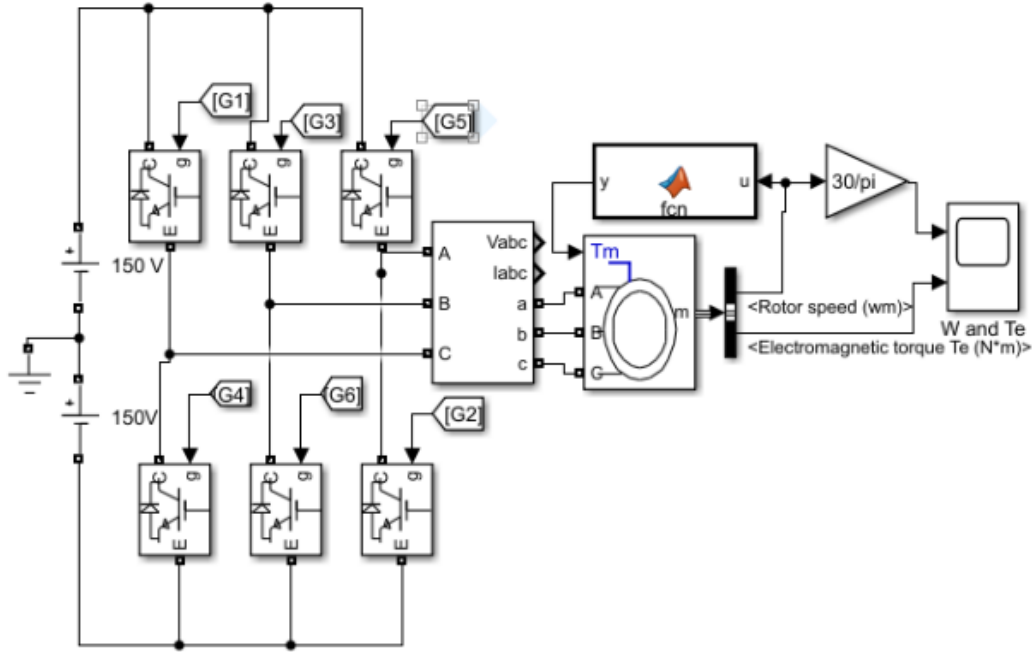 [G1]
[G3]
[G5]
C g E
C g E
C g E
+
150 V
+
150V
A
B
C
Vabc
Iabc
a
b
c
y
fcn
u
30/pi
Tm
A
B
C
m
<Rotor speed (wm)>
<Electromagnetic torque Te (N*m)>
W and Te
[G4]
[G6]
[G2]
C g E
C g E
C g E